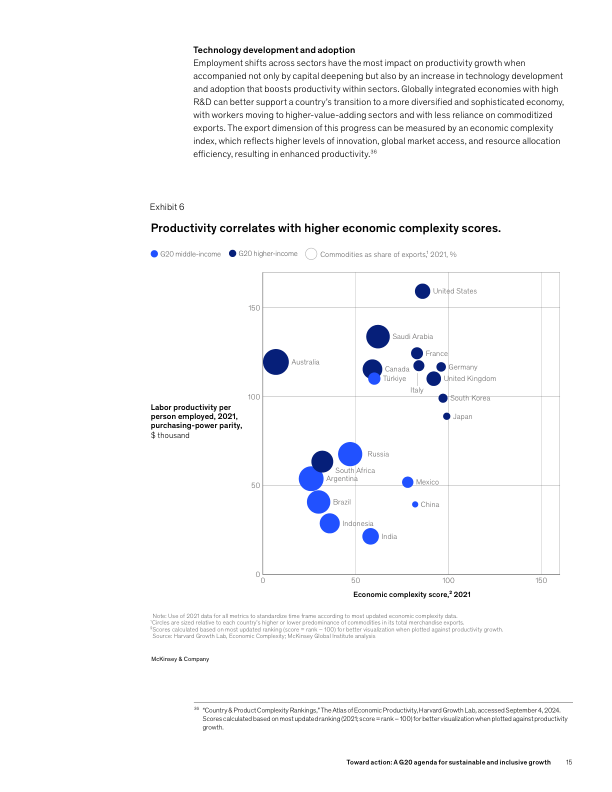 Technology development and adoption
Employment shifts across sectors have the most impact on productivity growth when
accompanied not only by capital deepening but also by an increase in technology development
and adoption that boosts productivity within sectors. Globally integrated economies with high
R&D can better support a country's transition to a more diversified and sophisticated economy,
with workers moving to higher-value-adding sectors and with less reliance on commoditized
exports. The export dimension of this progress can be measured by an economic complexity
index, which reflects higher levels of innovation, global market access, and resource allocation
efficiency, resulting in enhanced productivity.³⁶
Exhibit 6
Productivity correlates with higher economic complexity scores.
G20 middle-income G20 higher-income Commodities as share of exports,¹ 2021, %
United States
150
Saudi Arabia
France
Australia
Canada
Germany
Türkiye
United Kingdom
Italy
100
South Korea
Labor productivity per
person employed, 2021,
purchasing-power parity,
$ thousand
Japan
Russia
South Africa
Argentina
50
Mexico
Brazil
China
Indonesia
India
0
0 50 100 150
Economic complexity score,² 2021
Note: Use of 2021 data for all metrics to standardize time frame according to most updated economic complexity data.
¹Circles are sized relative to each country's higher or lower predominance of commodities in its total merchandise exports.
²Scores calculated based on most updated ranking (score = rank − 100) for better visualization when plotted against productivity growth.
Source: Harvard Growth Lab, Economic Complexity; McKinsey Global Institute analysis
McKinsey & Company
³⁶ "Country & Product Complexity Rankings," The Atlas of Economic Productivity, Harvard Growth Lab, accessed September 4, 2024.
Scores calculated based on most updated ranking (2021; score = rank − 100) for better visualization when plotted against productivity
growth.
Toward action: A G20 agenda for sustainable and inclusive growth 15